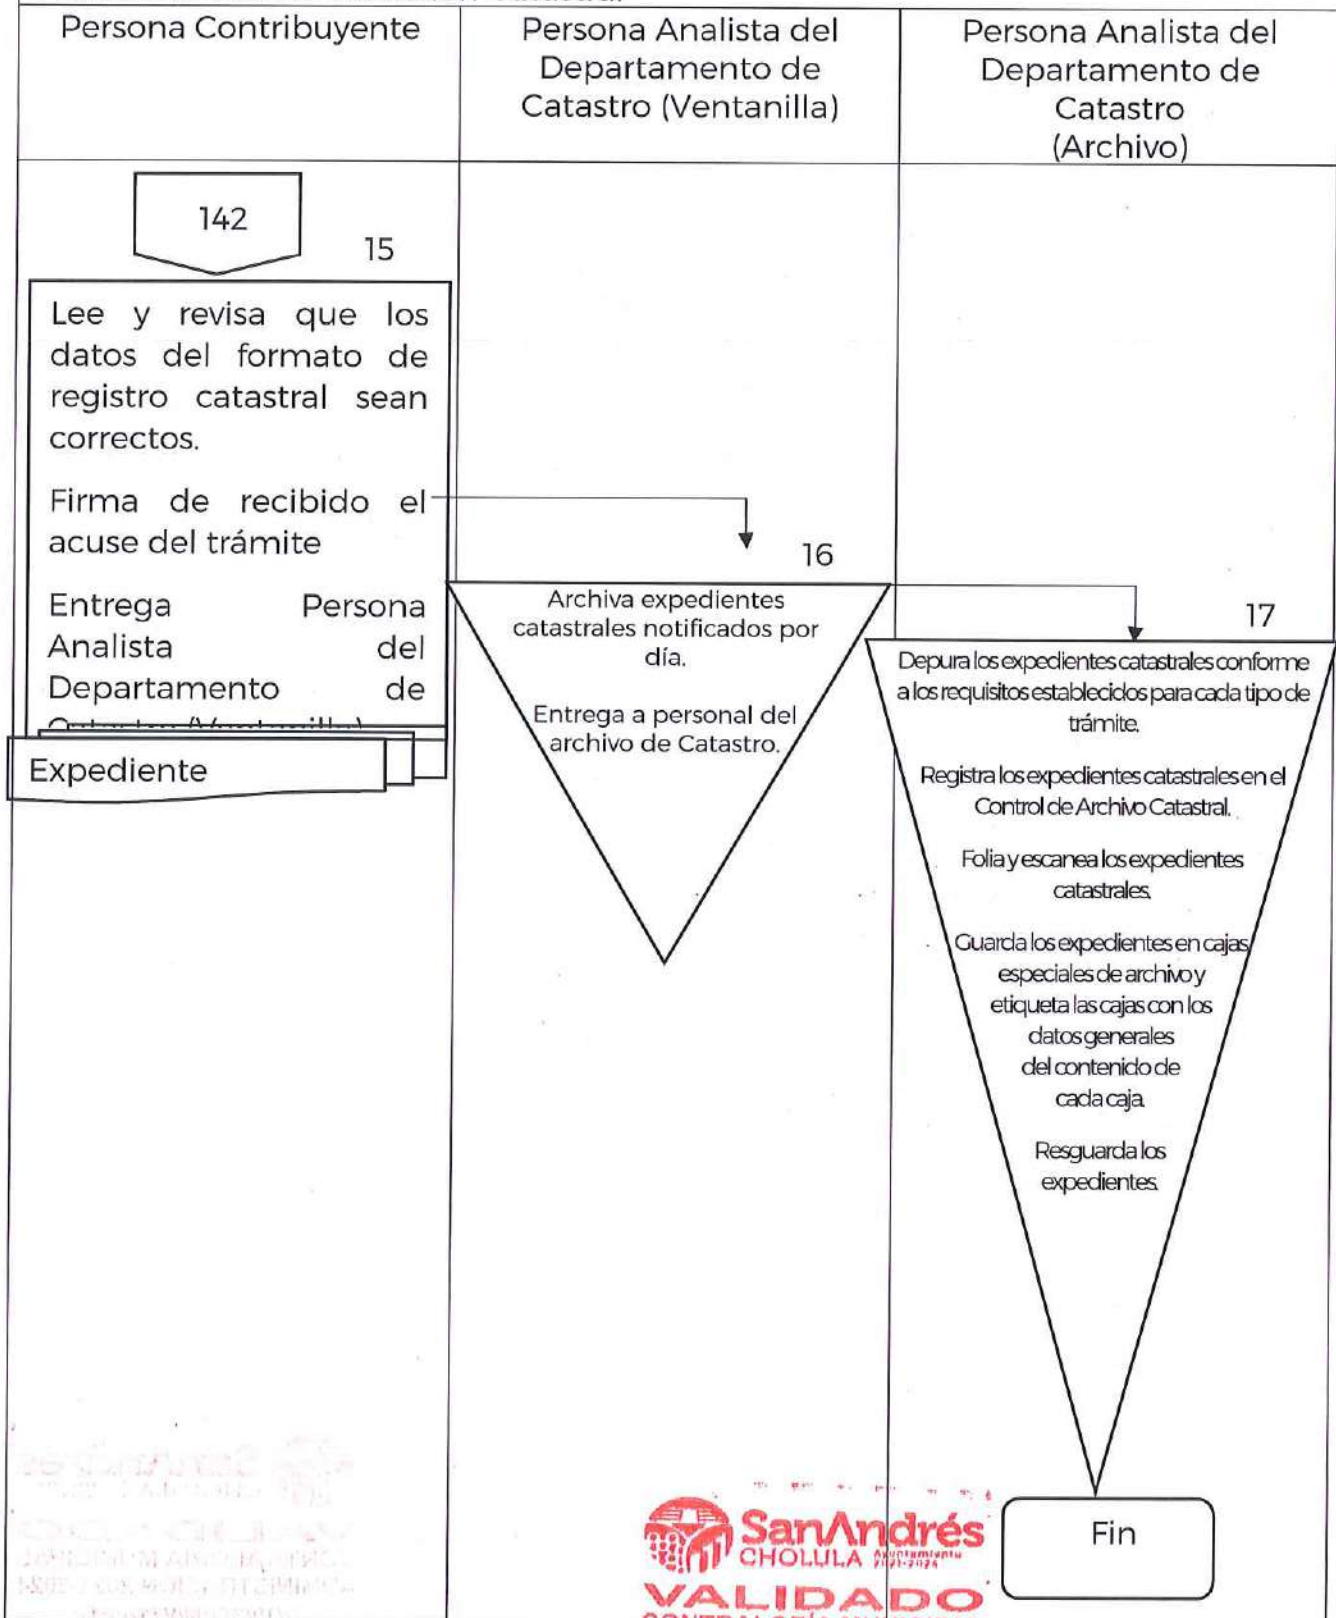 Persona Contribuyente
Persona Analista del
Departamento de
Catastro (Ventanilla)
Persona Analista del
Departamento de
Catastro
(Archivo)
142
15
Lee y revisa que los
datos del formato de
registro catastral sean
correctos.
Firma de recibido el
acuse del trámite
Entrega Persona
Analista del
Departamento de
Expediente
16
Archiva expedientes
catastrales notificados por
día.
Entrega a personal del
archivo de Catastro.
17
Depura los expedientes catastrales conforme
a los requisitos establecidos para cada tipo de
trámite.
Registra los expedientes catastrales en el
Control de Archivo Catastral.
Folia y escanea los expedientes
catastrales.
Guarda los expedientes en cajas
especiales de archivo y
etiqueta las cajas con los
datos generales
del contenido de
cada caja
Resguarda los
expedientes.
Fin
SanAndrés
CHOLULA Ayuntamiento
2021-2024
VALIDADO